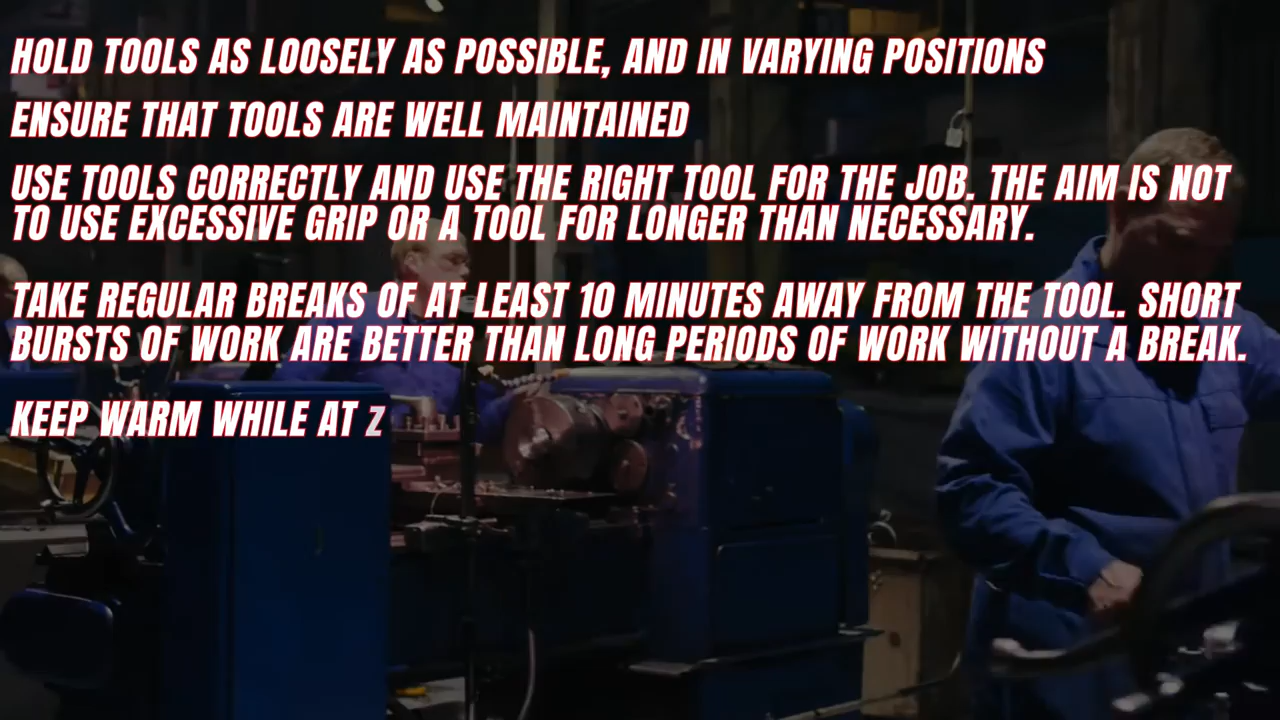 HOLD TOOLS AS LOOSELY AS POSSIBLE, AND IN VARYING POSITIONS
ENSURE THAT TOOLS ARE WELL MAINTAINED
USE TOOLS CORRECTLY AND USE THE RIGHT TOOL FOR THE JOB. THE AIM IS NOT
TO USE EXCESSIVE GRIP OR A TOOL FOR LONGER THAN NECESSARY.
TAKE REGULAR BREAKS OF AT LEAST 10 MINUTES AWAY FROM THE TOOL. SHORT
BURSTS OF WORK ARE BETTER THAN LONG PERIODS OF WORK WITHOUT A BREAK.
KEEP WARM WHILE AT Z